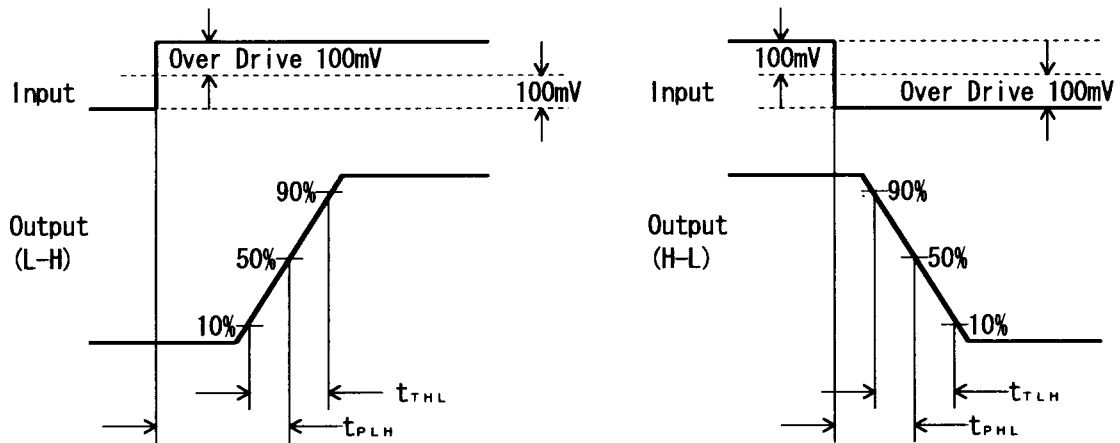 Over Drive 100mV
Input
100mV
90%
Output
(L-H)
50%
10%
tTHL
tPLH
100mV
Input
Over Drive 100mV
90%
Output
(H-L)
50%
10%
tTLH
tPHL